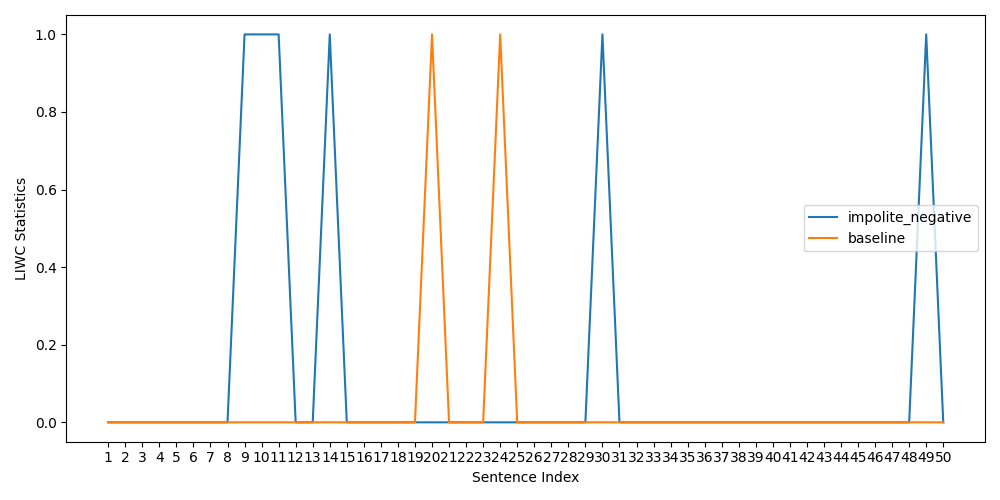 1.0
0.8
0.6
0.4
0.2
0.0
LIWC Statistics
impolite_negative
baseline
1 2 3 4 5 6 7 8 9 10 11 12 13 14 15 16 17 18 19 20 21 22 23 24 25 26 27 28 29 30 31 32 33 34 35 36 37 38 39 40 41 42 43 44 45 46 47 48 49 50
Sentence Index